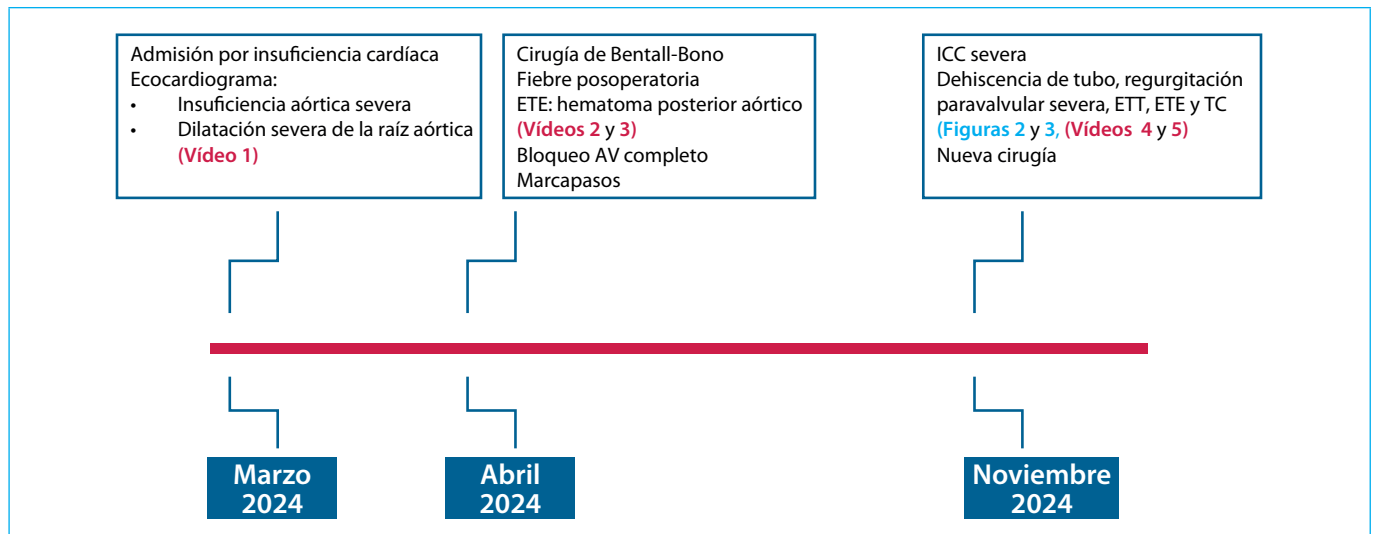 Admisión por insuficiencia cardíaca
Ecocardiograma:
• Insuficiencia aórtica severa
• Dilatación severa de la raíz aórtica
(Vídeo 1)
Cirugía de Bentall-Bono
Fiebre posoperatoria
ETE: hematoma posterior aórtico
(Vídeos 2 y 3)
Bloqueo AV completo
Marcapasos
ICC severa
Dehiscencia de tubo, regurgitación
paravalvular severa, ETT, ETE y TC
(Figuras 2 y 3, (Vídeos 4 y 5)
Nueva cirugía
Marzo
2024
Abril
2024
Noviembre
2024